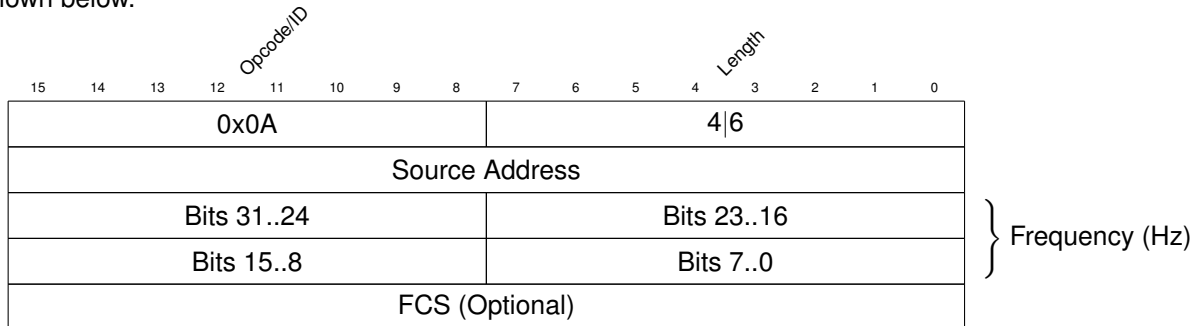 shown below.
Opcode/ID Length
15 14 13 12 11 10 9 8 7 6 5 4 3 2 1 0
0x0A 4|6
Source Address
Bits 31..24 Bits 23..16
Frequency (Hz)
Bits 15..8 Bits 7..0
FCS (Optional)